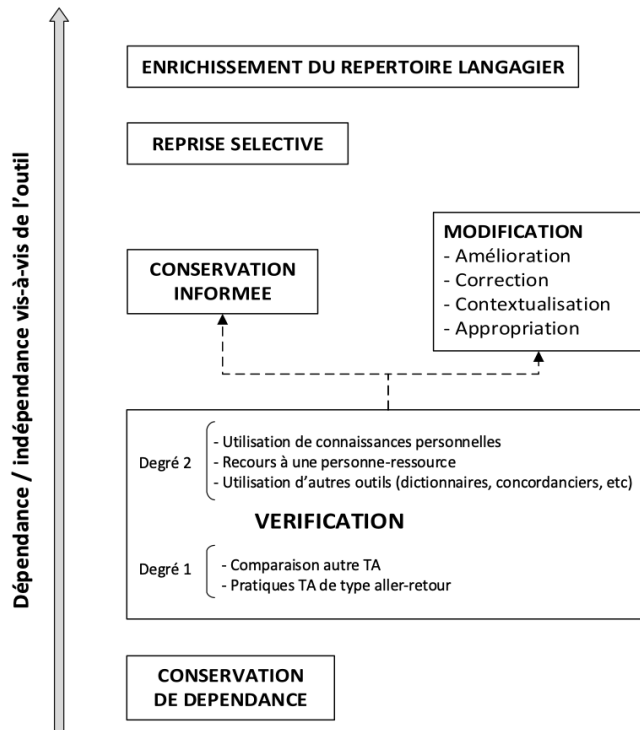 Dépendance / indépendance vis-à-vis de l'outil
ENRICHISSEMENT DU REPERTOIRE LANGAGIER
REPRISE SELECTIVE
CONSERVATION
INFORMEE
MODIFICATION
- Amélioration
- Correction
- Contextualisation
- Appropriation
Degré 2
- Utilisation de connaissances personnelles
- Recours à une personne-ressource
- Utilisation d'autres outils (dictionnaires, concordanciers, etc)
VERIFICATION
Degré 1
- Comparaison autre TA
- Pratiques TA de type aller-retour
CONSERVATION
DE DEPENDANCE